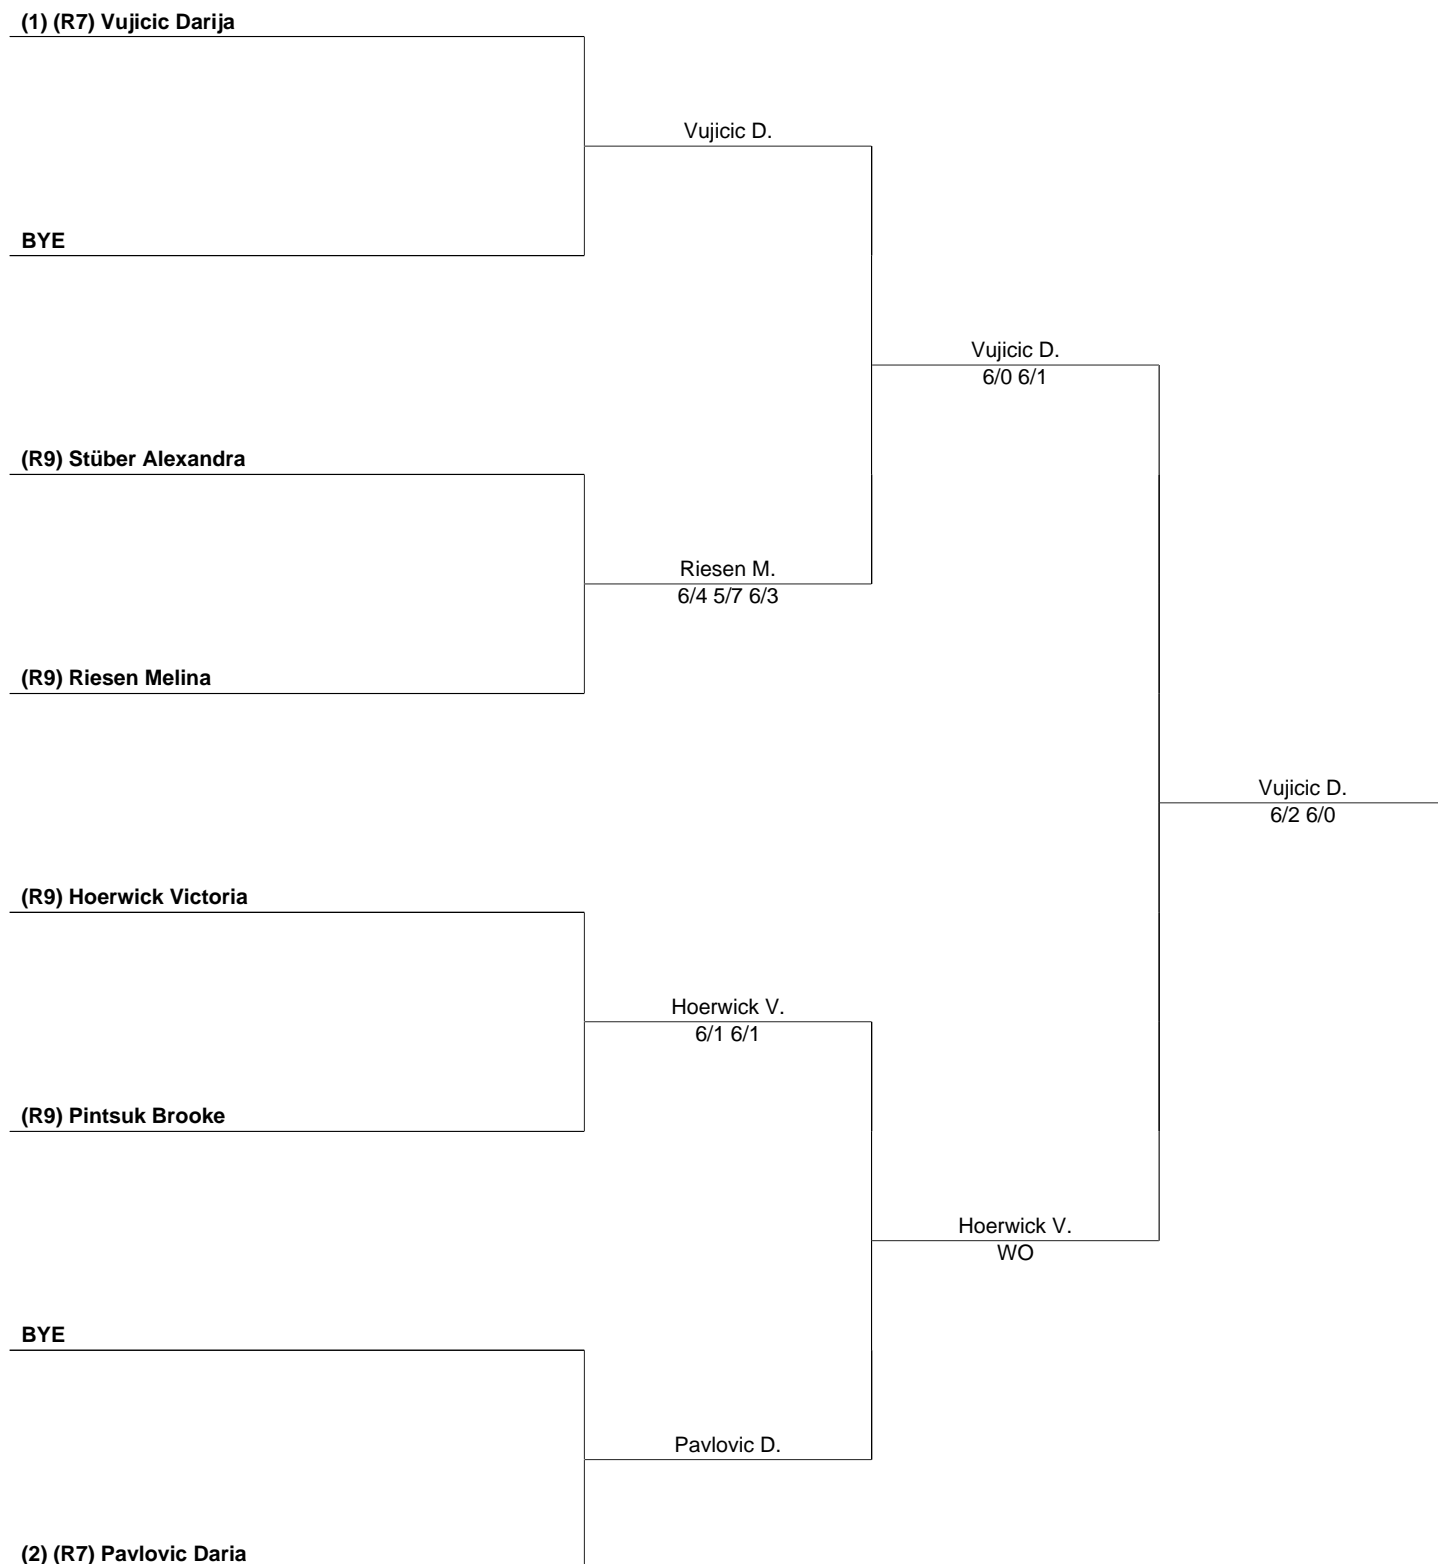 (1) (R7) Vujicic Darija
Vujicic D.
BYE
Vujicic D.
6/0 6/1
(R9) Stüber Alexandra
Riesen M.
6/4 5/7 6/3
(R9) Riesen Melina
Vujicic D.
6/2 6/0
(R9) Hoerwick Victoria
Hoerwick V.
6/1 6/1
(R9) Pintsuk Brooke
Hoerwick V.
WO
BYE
Pavlovic D.
(2) (R7) Pavlovic Daria